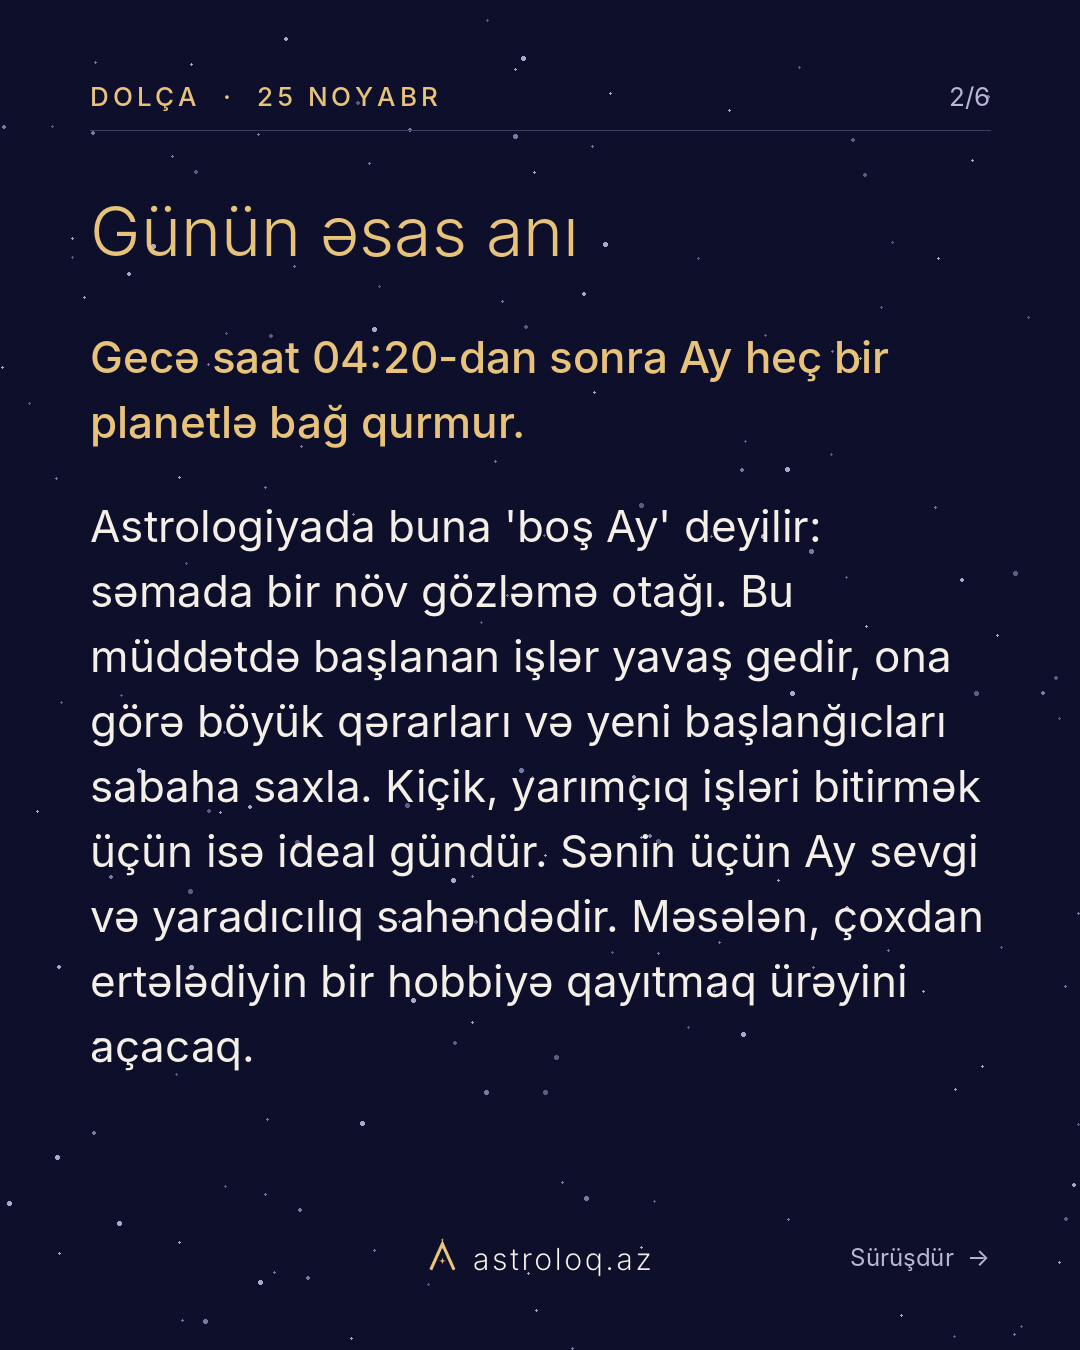 DOLÇA · 25 NOYABR
2/6
Günün əsas anı
Gecə saat 04:20-dan sonra Ay heç bir
planetlə bağ qurmur.
Astrologiyada buna 'boş Ay' deyilir:
səmada bir növ gözləmə otağı. Bu
müddətdə başlanan işlər yavaş gedir, ona
görə böyük qərarları və yeni başlanğıcları
sabaha saxla. Kiçik, yarımçıq işləri bitirmək
üçün isə ideal gündür. Sənin üçün Ay sevgi
və yaradıcılıq sahəndədir. Məsələn, çoxdan
ertələdiyin bir hobbiyə qayıtmaq ürəyini
açacaq.
astroloq.az
Sürüşdür →